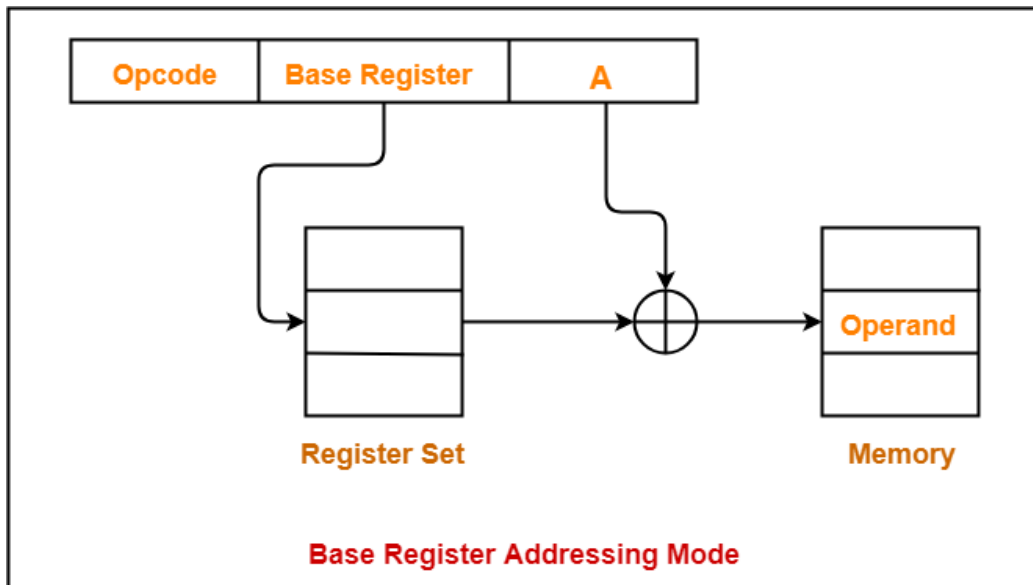 Opcode Base Register A
Operand
Register Set Memory
Base Register Addressing Mode